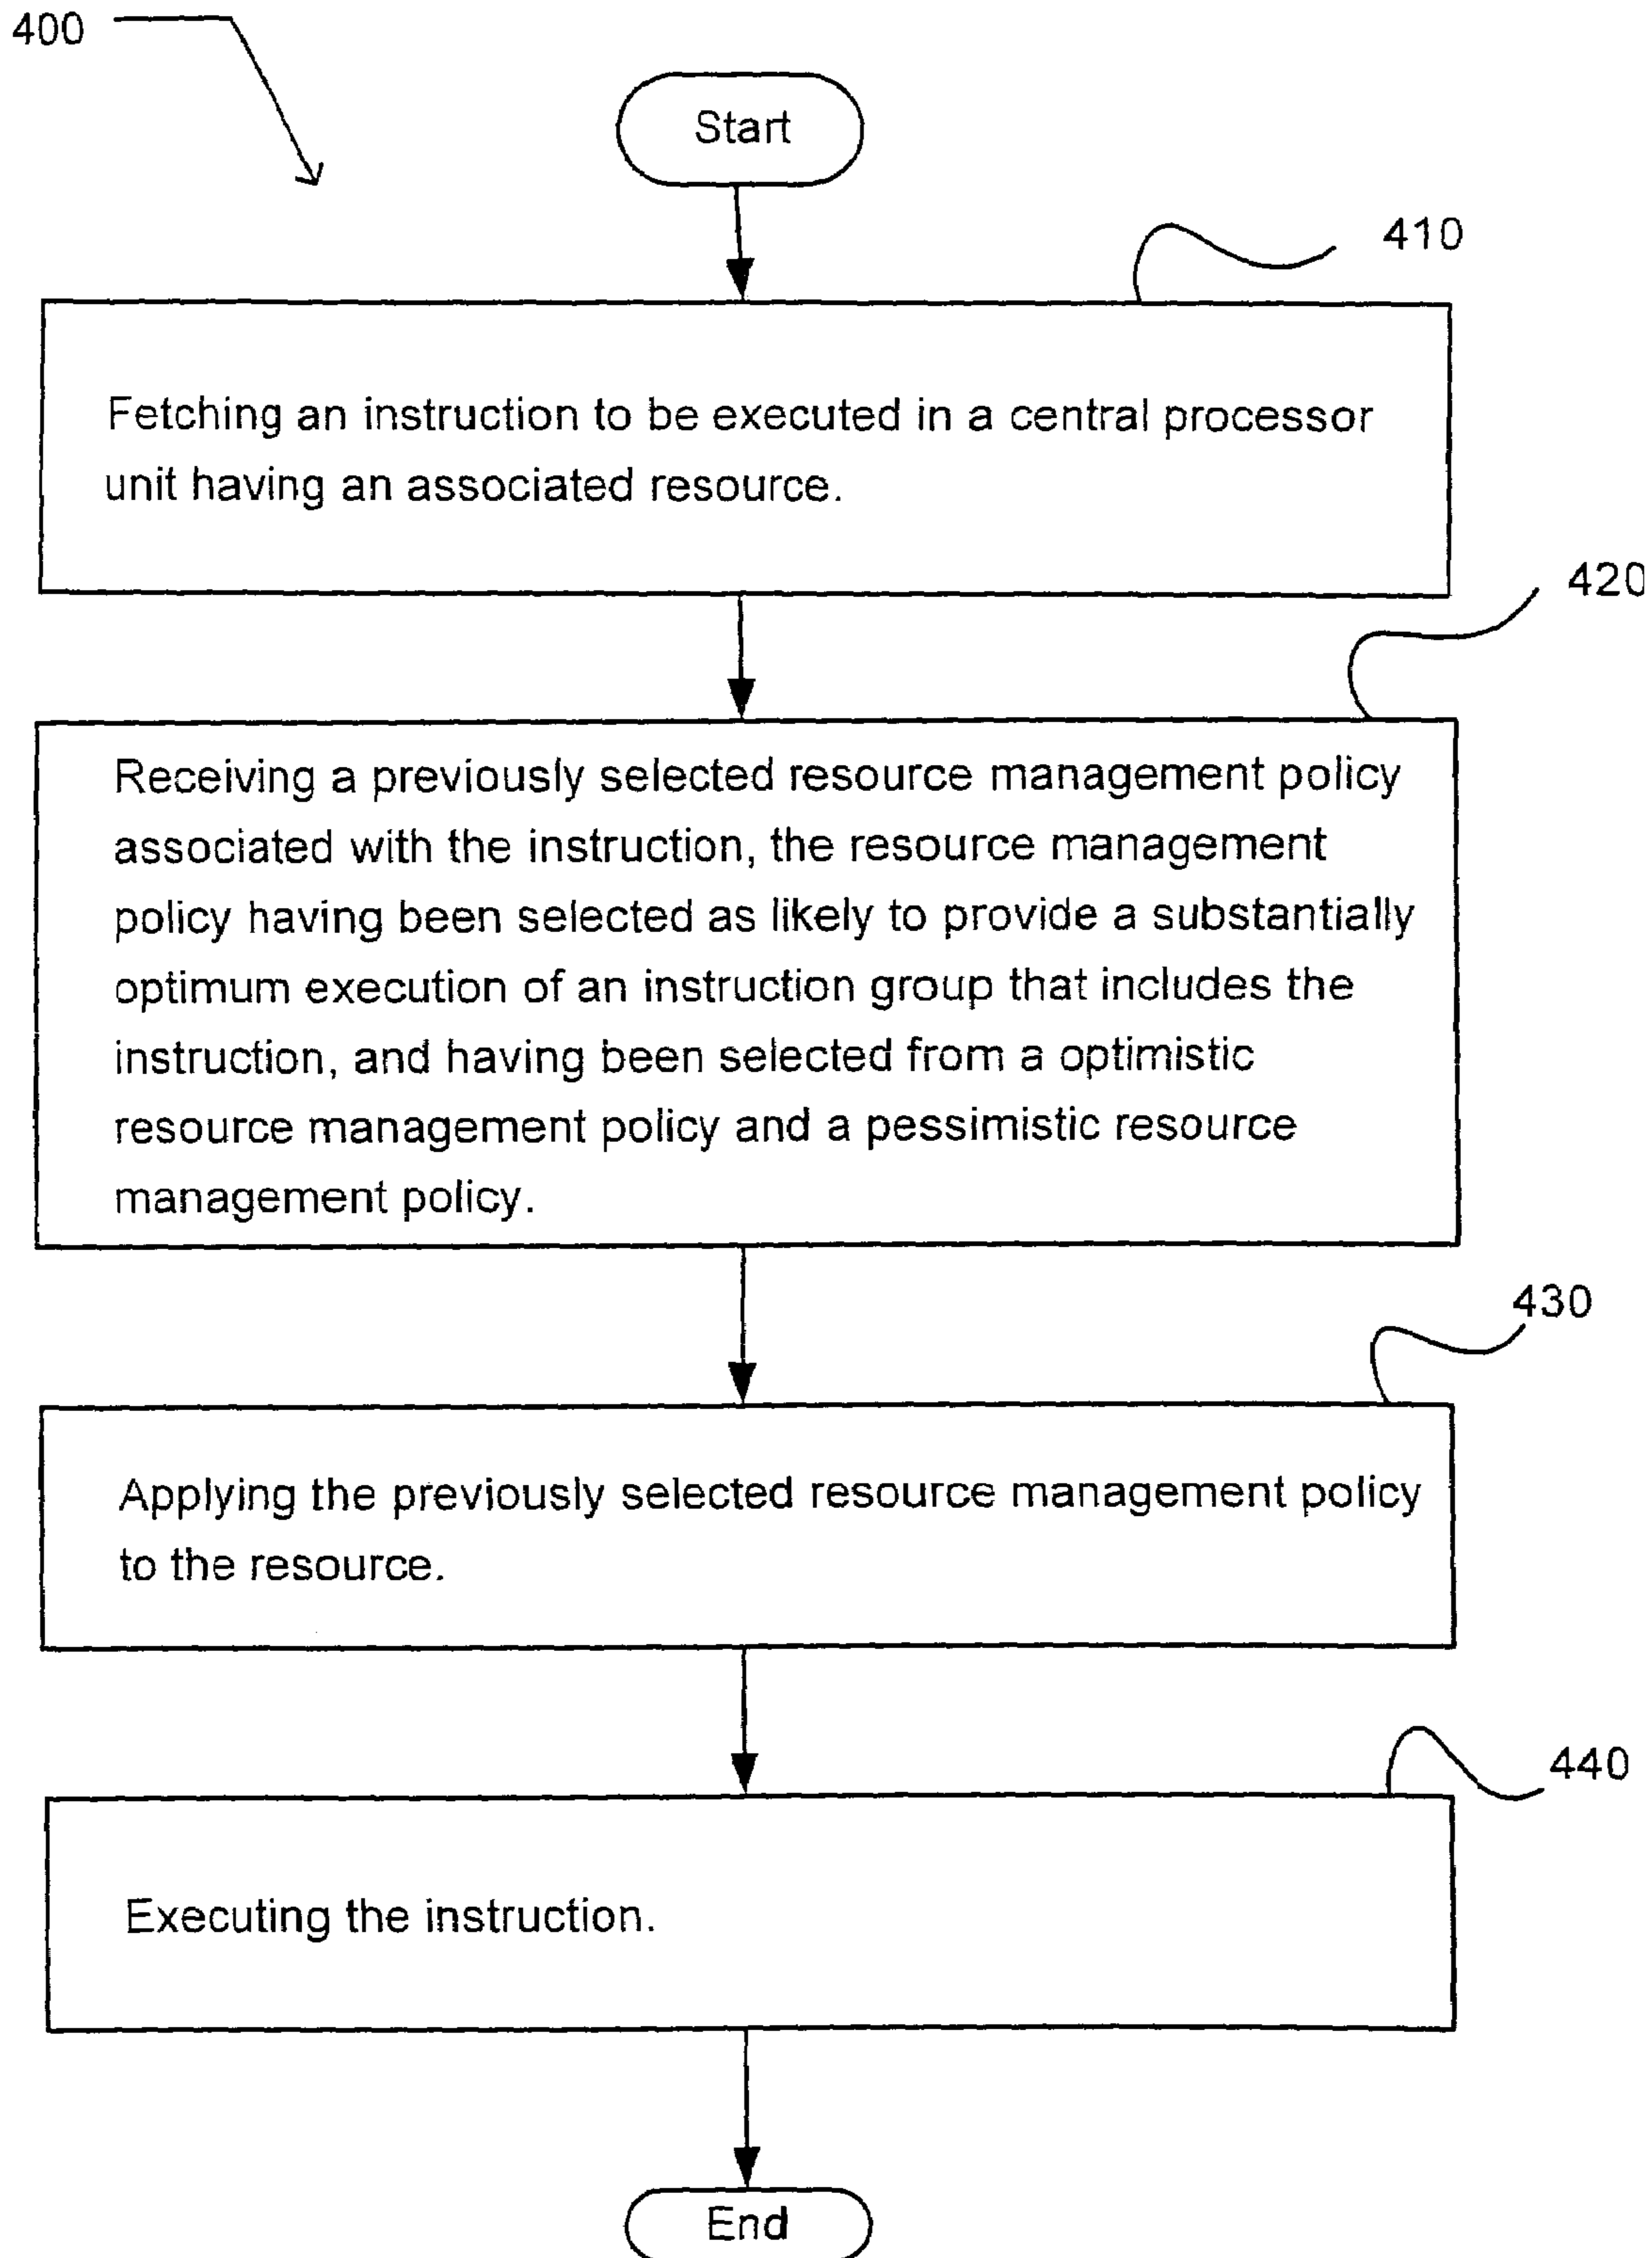 400
Start
410
Fetching an instruction to be executed in a central processor
unit having an associated resource.
420
Receiving a previously selected resource management policy
associated with the instruction, the resource management
policy having been selected as likely to provide a substantially
optimum execution of an instruction group that includes the
instruction, and having been selected from a optimistic
resource management policy and a pessimistic resource
management policy.
430
Applying the previously selected resource management policy
to the resource.
440
Executing the instruction.
End